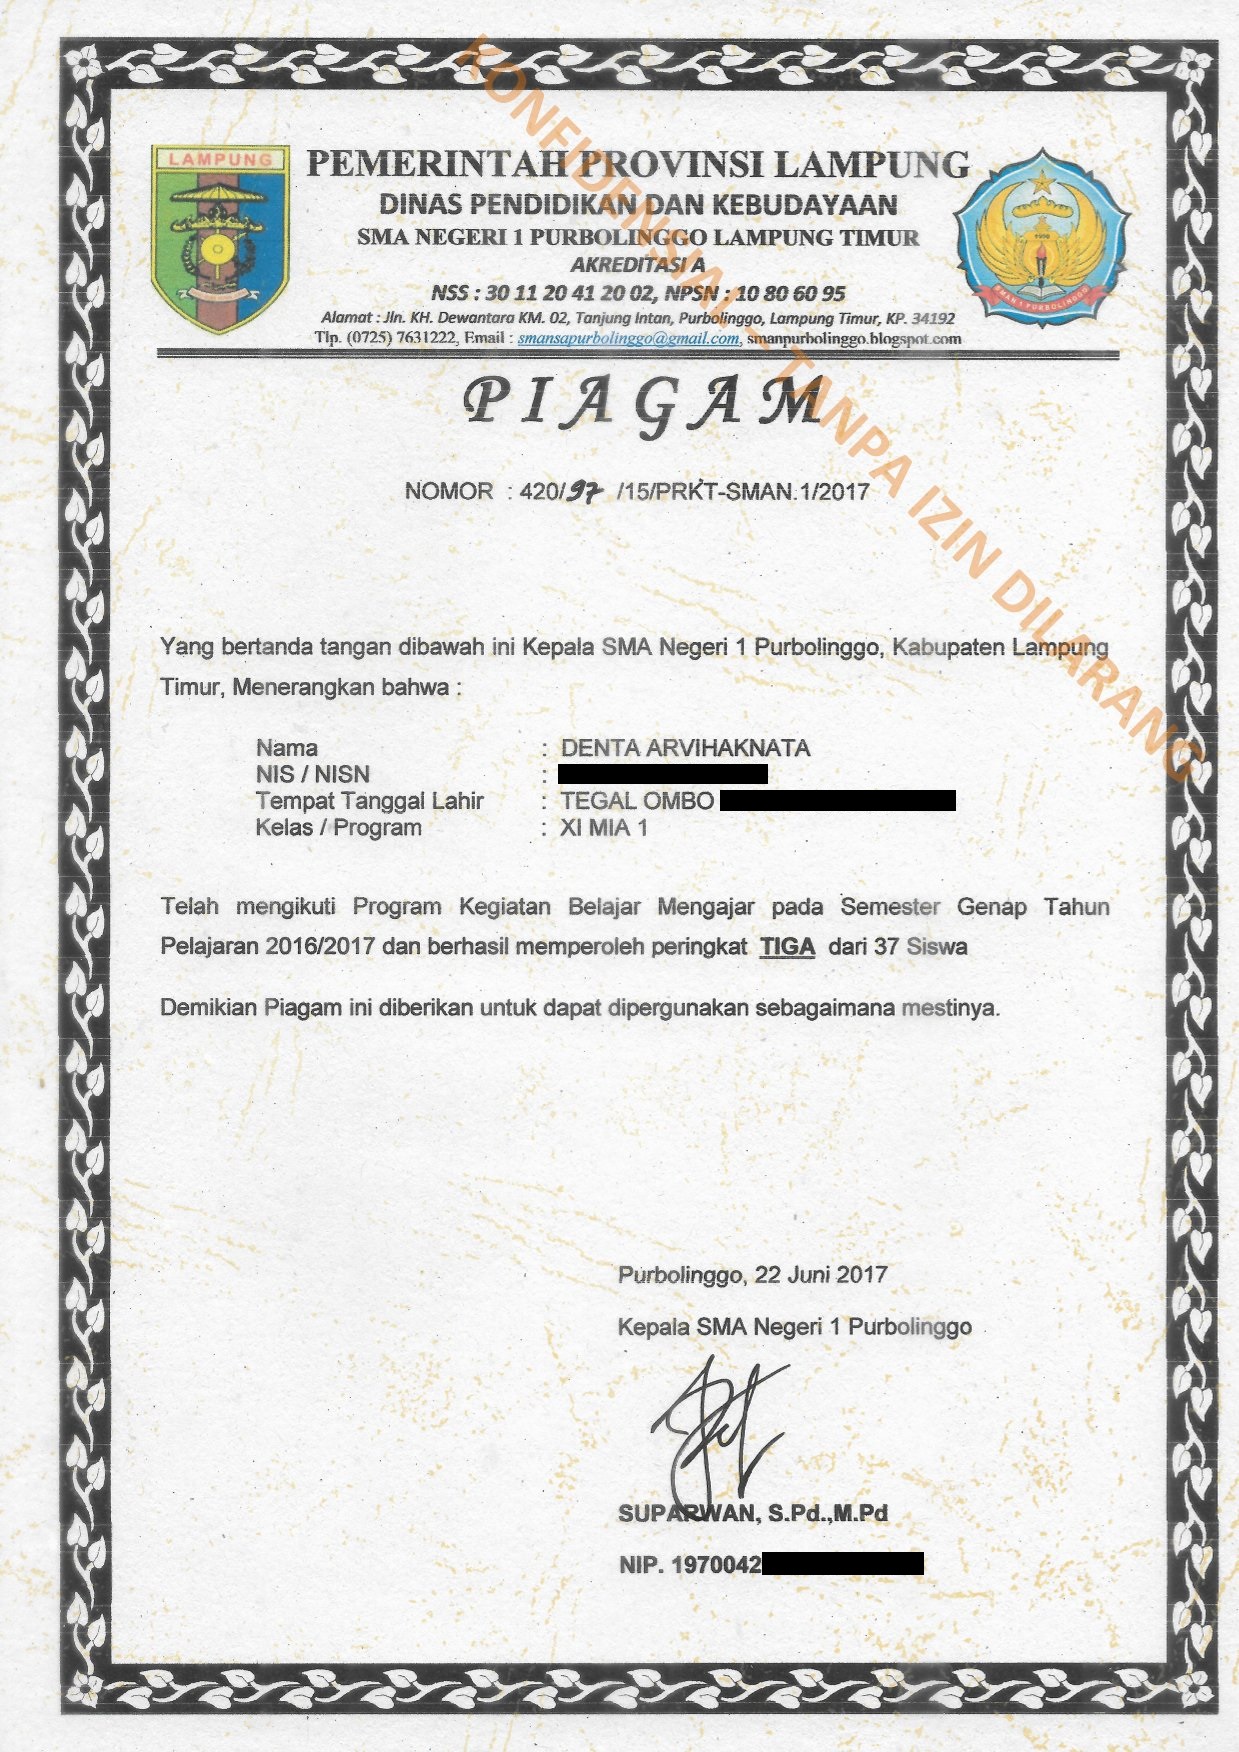 LAMPUNG
PEMERINTAH PROVINSI LAMPUNG
DINAS PENDIDIKAN DAN KEBUDAYAAN
SMA NEGERI 1 PURBOLINGGO LAMPUNG TIMUR
AKREDITASI A
NSS : 30 11 20 41 20 02, NPSN : 10 80 60 95
Alamat : Jln. KH. Dewantara KM. 02, Tanjung Intan, Purbolinggo, Lampung Timur, KP. 34192
Tlp. (0725) 7631222, Email : smansapurbolinggo@gmail.com, smanpurbolinggo.blogspot.com
SMAN 1 PURBOLINGGO
KONFIDENSIAL – TANPA IZIN DILARANG
PIAGAM
NOMOR : 420/97 /15/PRKT-SMAN.1/2017
Yang bertanda tangan dibawah ini Kepala SMA Negeri 1 Purbolinggo, Kabupaten Lampung
Timur, Menerangkan bahwa :
Nama : DENTA ARVIHAKNATA
NIS / NISN :
Tempat Tanggal Lahir : TEGAL OMBO
Kelas / Program : XI MIA 1
Telah mengikuti Program Kegiatan Belajar Mengajar pada Semester Genap Tahun
Pelajaran 2016/2017 dan berhasil memperoleh peringkat TIGA dari 37 Siswa
Demikian Piagam ini diberikan untuk dapat dipergunakan sebagaimana mestinya.
Purbolinggo, 22 Juni 2017
Kepala SMA Negeri 1 Purbolinggo
SUPARWAN, S.Pd.,M.Pd
NIP. 1970042